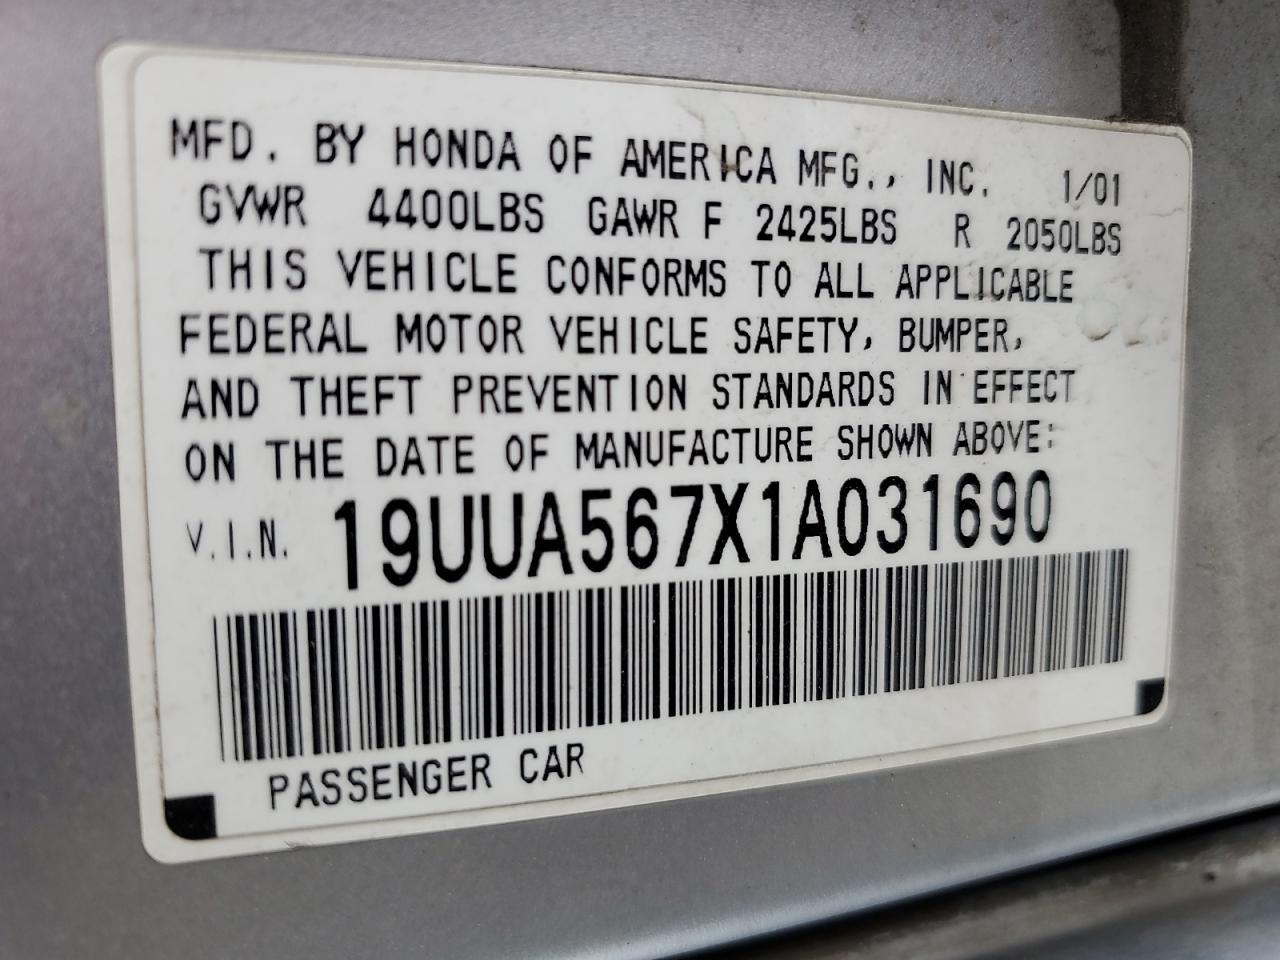 MFD. BY HONDA OF AMERICA MFG., INC. 1/01
GVWR 4400LBS GAWR F 2425LBS R 2050LBS
THIS VEHICLE CONFORMS TO ALL APPLICABLE
FEDERAL MOTOR VEHICLE SAFETY, BUMPER,
AND THEFT PREVENTION STANDARDS IN EFFECT
ON THE DATE OF MANUFACTURE SHOWN ABOVE:
V.I.N. 19UUA567X1A031690
PASSENGER CAR